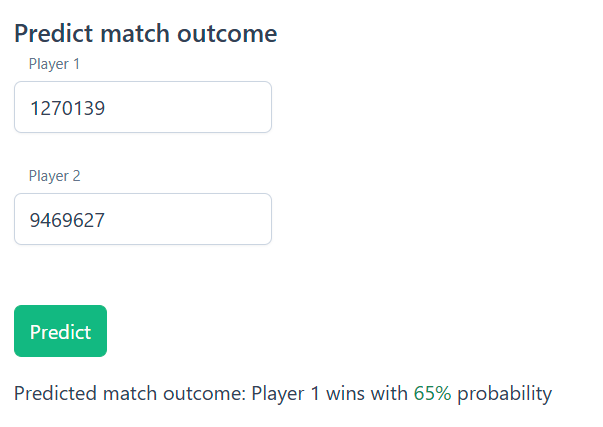 Predict match outcome
Player 1
1270139
Player 2
9469627
Predict
Predicted match outcome: Player 1 wins with 65% probability